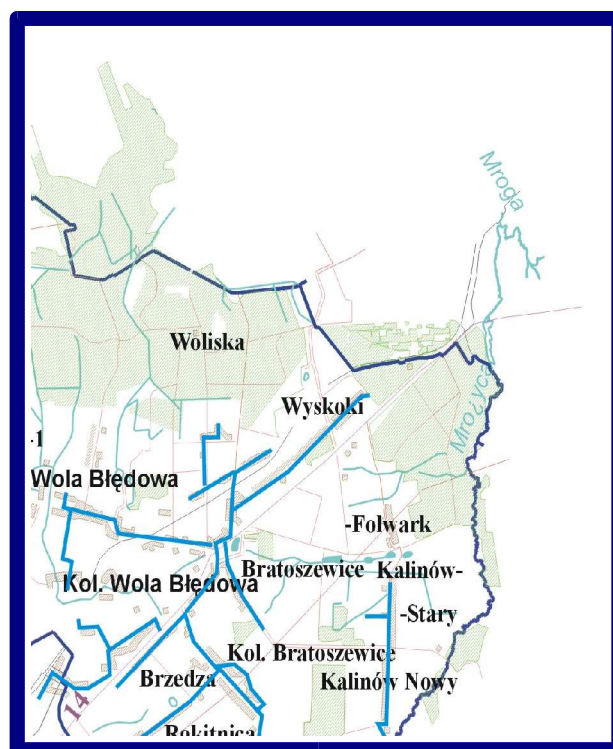 Mroga
Woliska
Mrożyca
Wyskoki
-1
Wola Błędowa
-Folwark
Bratoszewice Kalinów-
Kol. Wola Błędowa
-Stary
Kol. Bratoszewice
Brzedza
Kalinów Nowy
14
Rokitnica